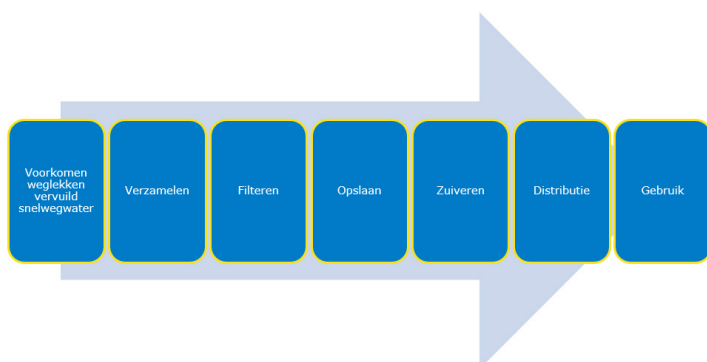 Voorkomen
weglekken
vervuild
snelwegwater
Verzamelen
Filteren
Opslaan
Zuiveren
Distributie
Gebruik